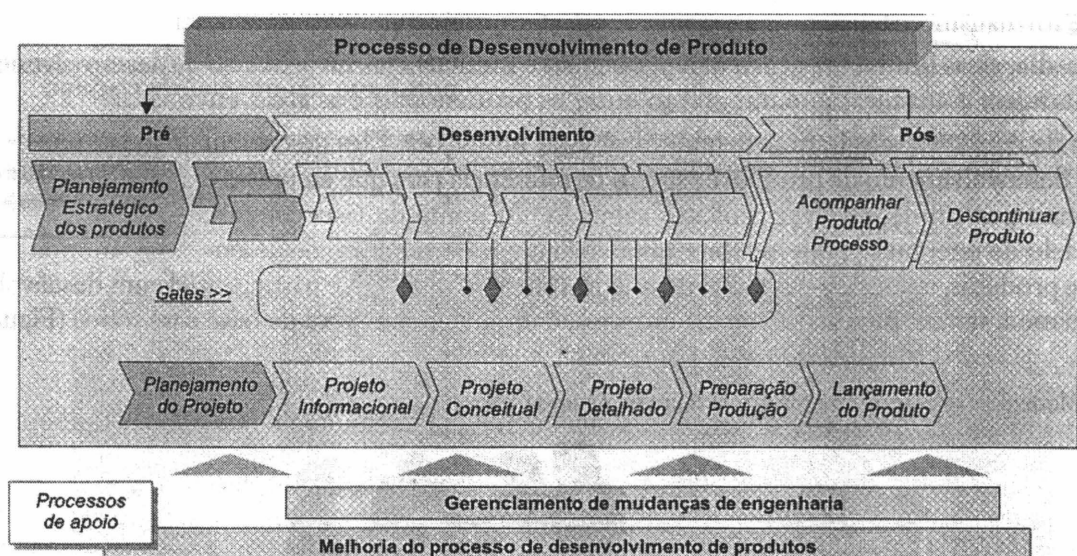 Processo de Desenvolvimento de Produto
Pré
Desenvolvimento
Pós
Planejamento
Estratégico
dos produtos
Acompanhar
Produto/
Processo
Descontinuar
Produto
Gates >>
Planejamento
do Projeto
Projeto
Informacional
Projeto
Conceitual
Projeto
Detalhado
Preparação
Produção
Lançamento
do Produto
Processos
de apoio
Gerenciamento de mudanças de engenharia
Melhoria do processo de desenvolvimento de produtos